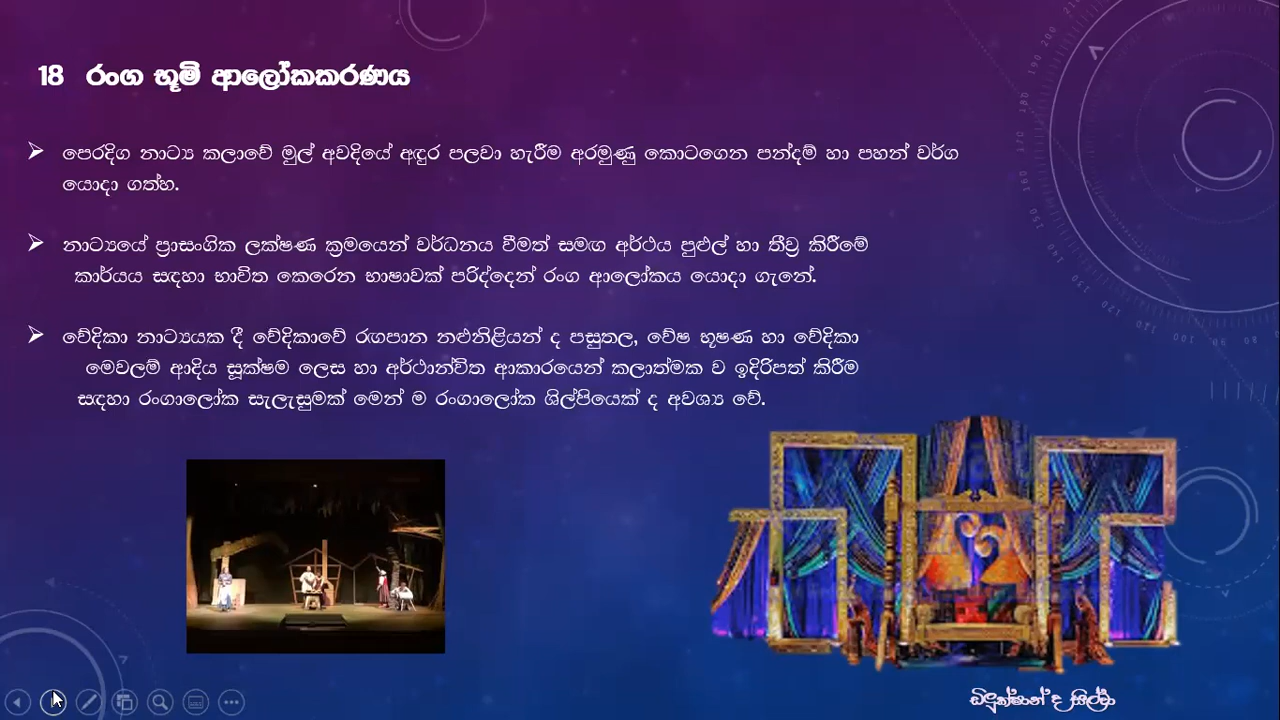 18 රංග භූමි ආලෝකකරණය
පෙරදිග නාට්‍ය කලාවේ මුල් අවදියේ අඳුර පලවා හැරීම අරමුණු කොටගෙන පන්දම් හා පහන් වර්ග
යොදා ගත්හ.
නාට්‍යයේ ප්‍රාසංගික ලක්ෂණ ක්‍රමයෙන් වර්ධනය වීමත් සමඟ අර්ථය පුළුල් හා තීව්‍ර කිරීමේ
කාර්යය සඳහා භාවිත කෙරෙන භාෂාවක් පරිද්දෙන් රංග ආලෝකය යොදා ගැනේ.
වේදිකා නාට්‍යයක දී වේදිකාවේ රඟපාන නළුනිළියන් ද පසුතල, වේෂ භූෂණ හා වේදිකා
මෙවලම් ආදිය සූක්ෂම ලෙස හා අර්ථාන්විත ආකාරයෙන් කලාත්මක ව ඉදිරිපත් කිරීම
සඳහා රංගාලෝක සැලැසුමක් මෙන් ම රංගාලෝක ශිල්පියෙක් ද අවශ්‍ය වේ.
ඩිලුක්ෂාන් ද සිල්වා